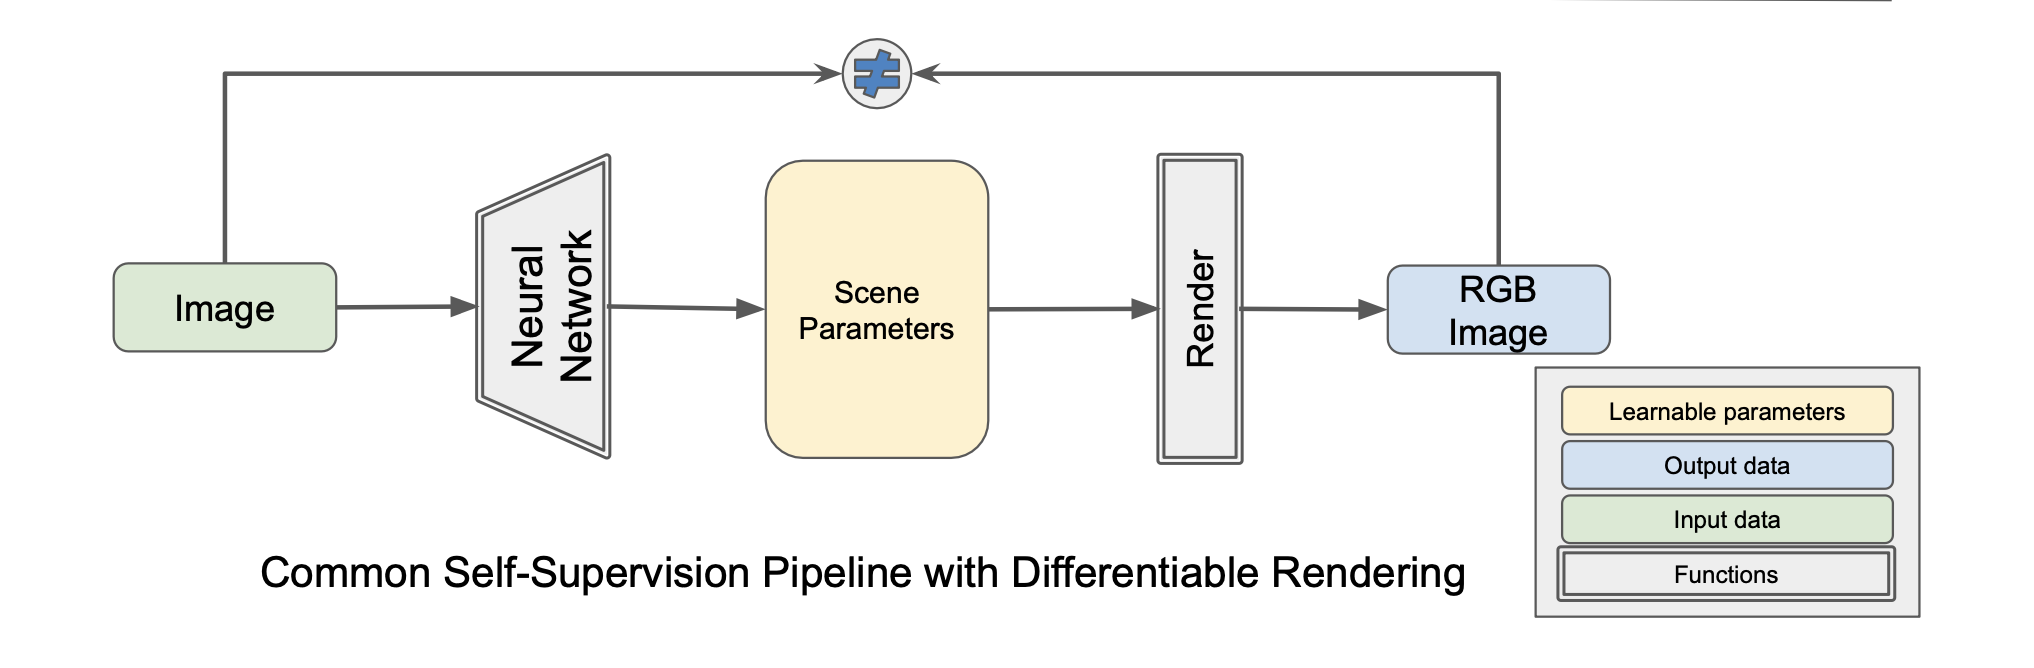 ≠
Image
Neural
Network
Scene
Parameters
Render
RGB
Image
Learnable parameters
Output data
Input data
Functions
Common Self-Supervision Pipeline with Differentiable Rendering